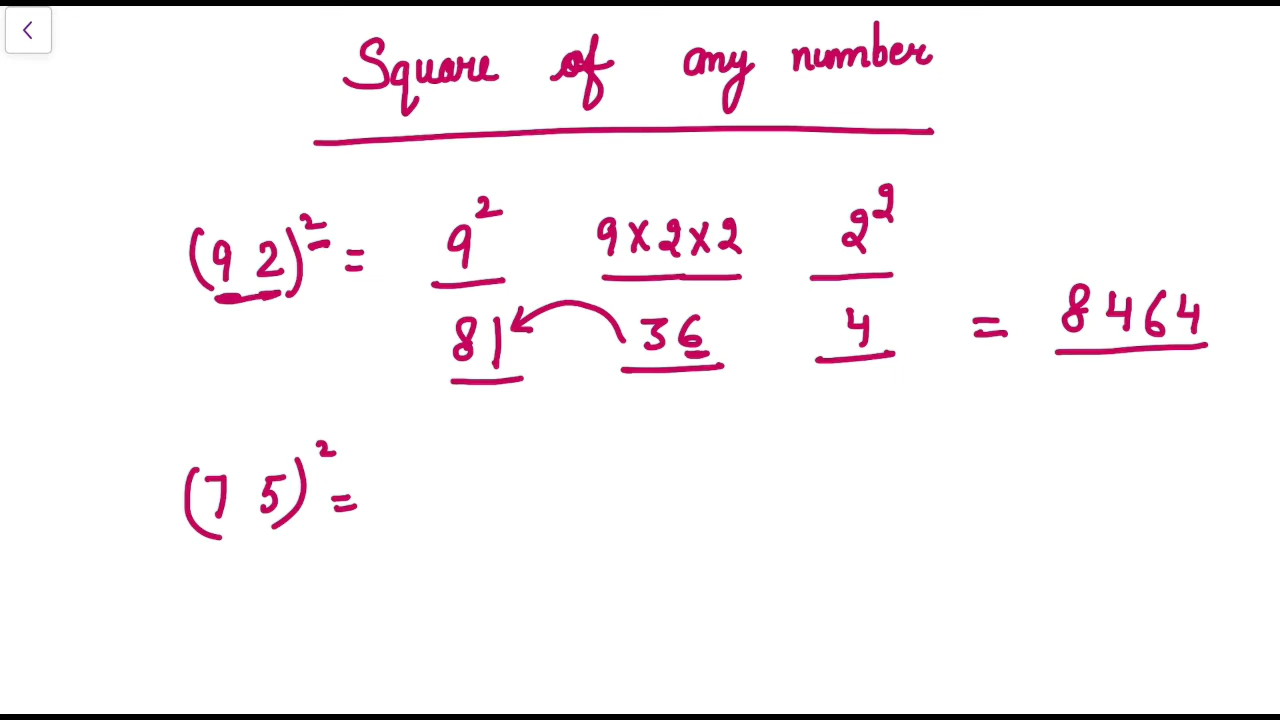 Square of any number
(92)² = 9² 9×2×2 2²
81 36 4 = 8464
(75)² =